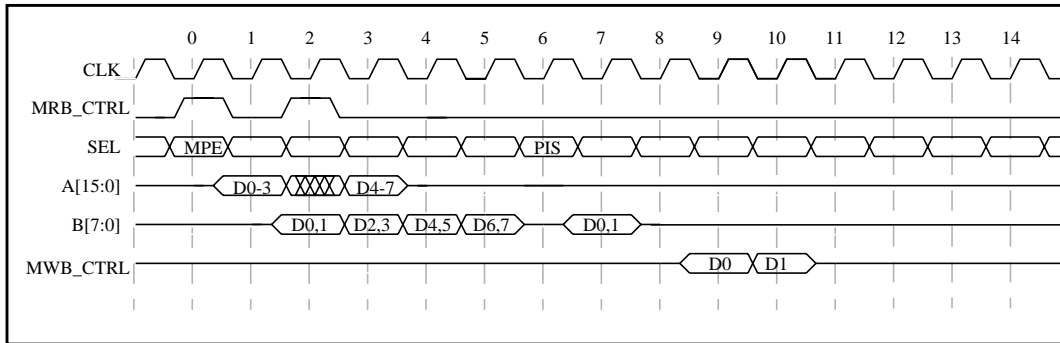 0 1 2 3 4 5 6 7 8 9 10 11 12 13 14
CLK
MRB_CTRL
SEL MPE PIS
A[15:0] D0-3 D4-7
B[7:0] D0,1 D2,3 D4,5 D6,7 D0,1
MWB_CTRL D0 D1